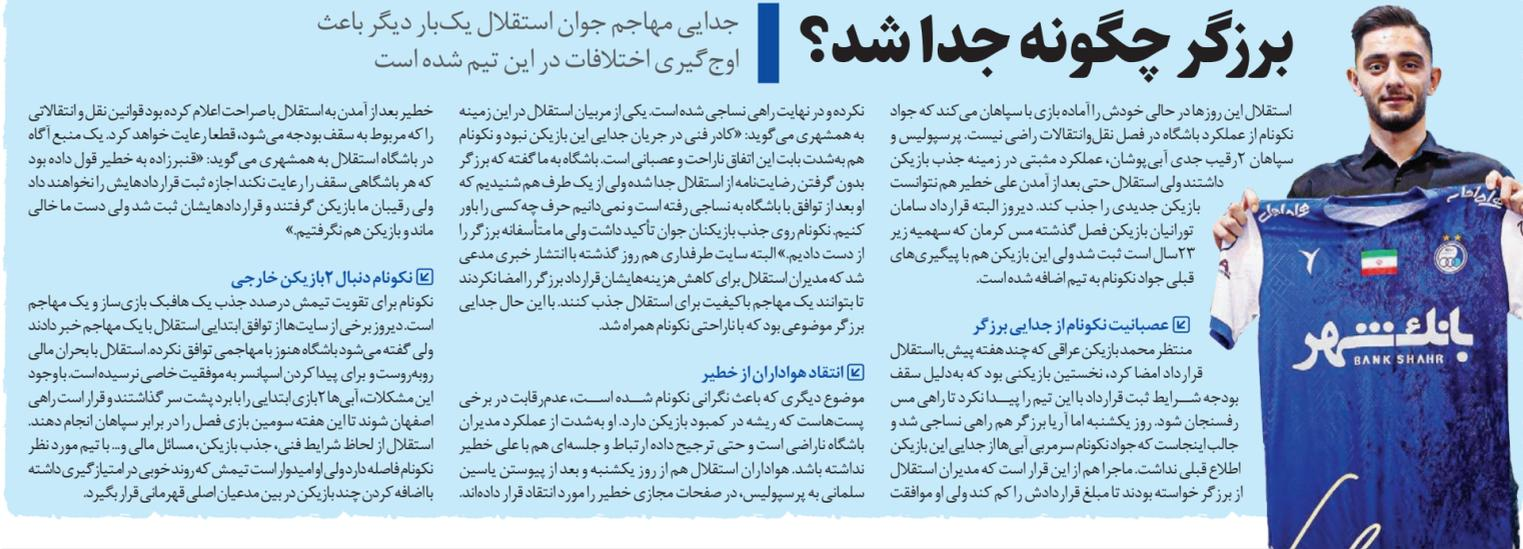 برزگر چگونه جدا شد؟
جدایی مهاجم جوان استقلال یک‌بار دیگر باعث
اوج‌گیری اختلافات در این تیم شده است
استقلال این روزها در حالی خودش را آماده بازی با سپاهان می‌کند که جواد
نکونام از عملکرد باشگاه در فصل نقل‌وانتقالات راضی نیست. پرسپولیس و
سپاهان ۲رقیب جدی آبی‌پوشان، عملکرد مثبتی در زمینه جذب بازیکن
داشتند ولی استقلال حتی بعد از آمدن علی خطیر هم نتوانست
بازیکن جدیدی را جذب کند. دیروز البته قرارداد سامان
تورانیان بازیکن فصل گذشته مس کرمان که سهمیه زیر
۲۳سال است ثبت شد ولی این بازیکن هم با پیگیری‌های
قبلی جواد نکونام به تیم اضافه شده است.
عصبانیت نکونام از جدایی برزگر
منتظر محمد بازیکن عراقی که چند هفته پیش با استقلال
قرارداد امضا کرد، نخستین بازیکنی بود که به‌دلیل سقف
بودجه شــرایط ثبت قرارداد با این تیم را پیــدا نکرد تا راهی مس
رفسنجان شود. روز یکشنبه اما آریا برزگر هم راهی نساجی شد و
جالب اینجاست که جواد نکونام سرمربی آبی‌ها از جدایی این بازیکن
اطلاع قبلی نداشت. ماجرا هم از این قرار است که مدیران استقلال
از برزگر خواسته بودند تا مبلغ قراردادش را کم کند ولی او موافقت
نکرده و در نهایت راهی نساجی شده است. یکی از مربیان استقلال در این زمینه
به همشهری می‌گوید: «کادر فنی در جریان جدایی این بازیکن نبود و نکونام
هم به‌شدت بابت این اتفاق ناراحت و عصبانی است. باشگاه به ما گفته که برزگر
بدون گرفتن رضایت‌نامه از استقلال جدا شده ولی از یک طرف هم شنیدیم که
او بعد از توافق با باشگاه به نساجی رفته است و نمی‌دانیم حرف چه کسی را باور
کنیم. نکونام روی جذب بازیکنان جوان تأکید داشت ولی ما متأسفانه برزگر را
از دست دادیم.» البته سایت طرفداری هم روز گذشته با انتشار خبری مدعی
شد که مدیران استقلال برای کاهش هزینه‌هایشان قرارداد برزگر را امضا نکردند
تا بتوانند یک مهاجم باکیفیت برای استقلال جذب کنند. با این حال جدایی
برزگر موضوعی بود که با ناراحتی نکونام همراه شد.
انتقاد هواداران از خطیر
موضوع دیگری که باعث نگرانی نکونام شــده اســت، عدم‌رقابت در برخی
پست‌هاست که ریشه در کمبود بازیکن دارد. او به‌شدت از عملکرد مدیران
باشگاه ناراضی است و حتی ترجیح داده ارتباط و جلسه‌ای هم با علی خطیر
نداشته باشد. هواداران استقلال هم از روز یکشنبه و بعد از پیوستن یاسین
سلمانی به پرسپولیس، در صفحات مجازی خطیر را مورد انتقاد قرار داده‌اند.
خطیر بعد از آمدن به استقلال با صراحت اعلام کرده بود قوانین نقل و انتقالاتی
را که مربوط به سقف بودجه می‌شود، قطعا رعایت خواهد کرد. یک منبع آگاه
در باشگاه استقلال به همشهری می‌گوید: «قنبرزاده به خطیر قول داده بود
که هر باشگاهی سقف را رعایت نکند اجازه ثبت قراردادهایش را نخواهند داد
ولی رقیبان ما بازیکن گرفتند و قراردادهایشان ثبت شد ولی دست ما خالی
ماند و بازیکن هم نگرفتیم.»
نکونام دنبال ۲بازیکن خارجی
نکونام برای تقویت تیمش درصدد جذب یک هافبک بازی‌ساز و یک مهاجم
است. دیروز برخی از سایت‌ها از توافق ابتدایی استقلال با یک مهاجم خبر دادند
ولی گفته می‌شود باشگاه هنوز با مهاجمی توافق نکرده. استقلال با بحران مالی
روبه‌روست و برای پیدا کردن اسپانسر به موفقیت خاصی نرسیده است. با وجود
این مشکلات، آبی‌ها ۲بازی ابتدایی را با برد پشت سر گذاشتند و قرار است راهی
اصفهان شوند تا این هفته سومین بازی فصل را در برابر سپاهان انجام دهند.
استقلال از لحاظ شرایط فنی، جذب بازیکن، مسائل مالی و... با تیم مورد نظر
نکونام فاصله دارد ولی او امیدوار است تیمش که روند خوبی در امتیازگیری داشته
با اضافه کردن چند بازیکن در بین مدعیان اصلی قهرمانی قرار بگیرد.
بانک شهر
BANK SHAHR